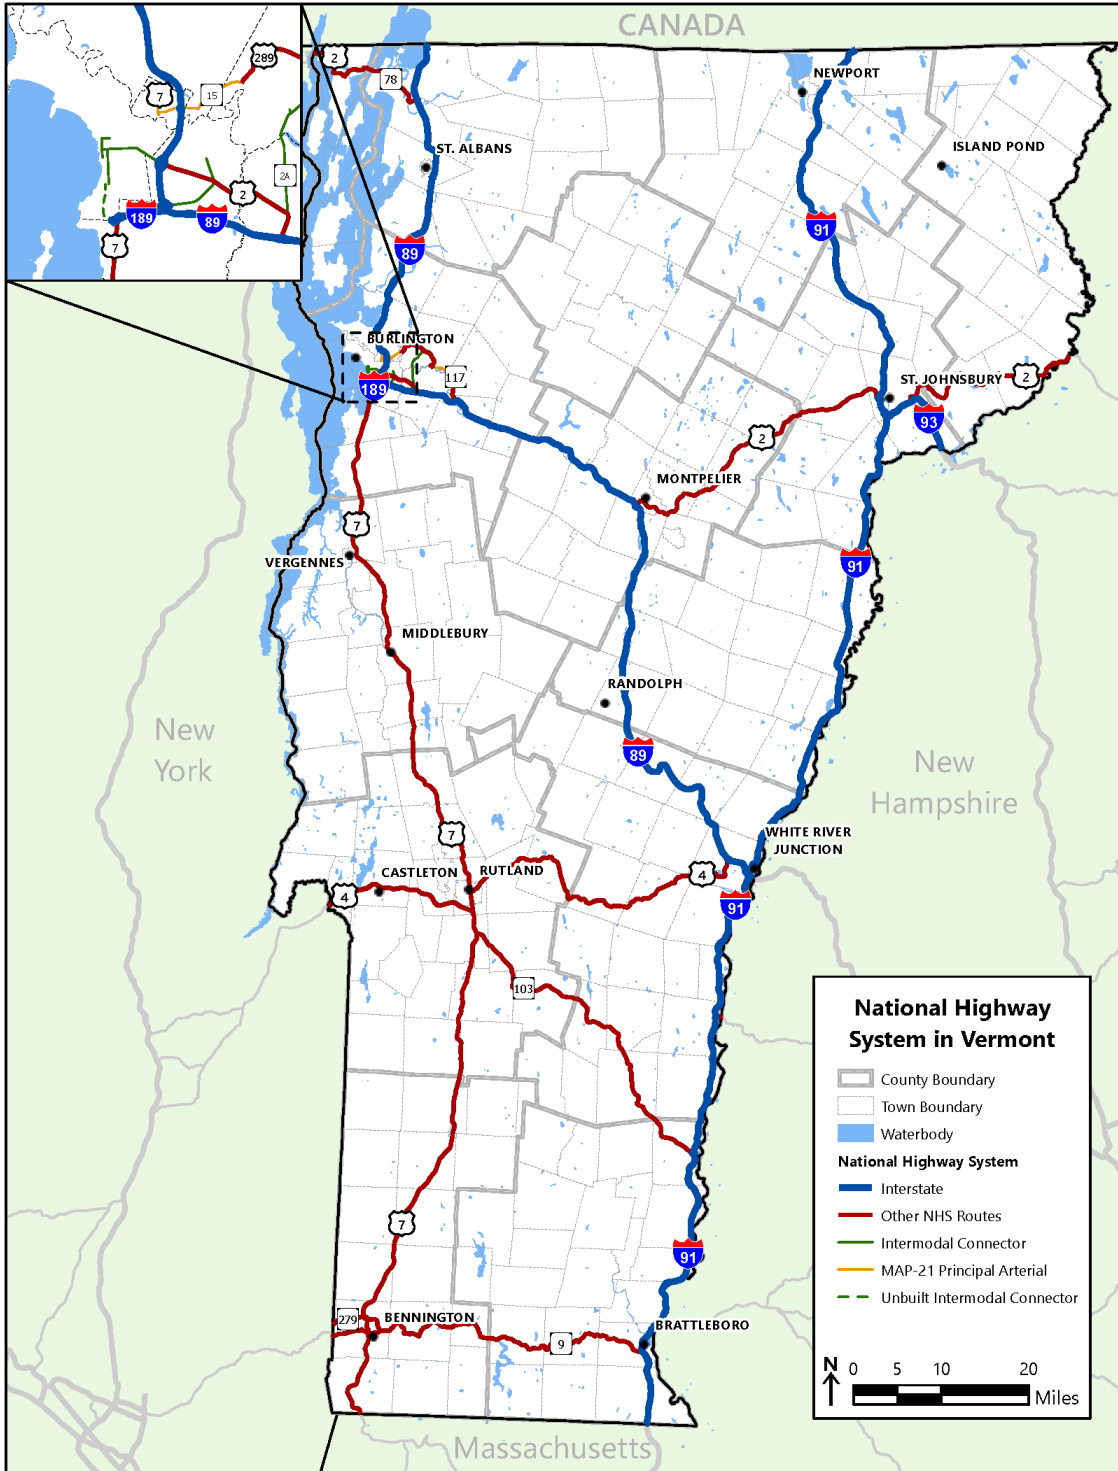 CANADA
289
7
15
2A
2
189
89
7
2
78
ST. ALBANS
NEWPORT
ISLAND POND
91
89
BURLINGTON
117
189
ST. JOHNSBURY
2
93
2
MONTPELIER
7
VERGENNES
91
MIDDLEBURY
RANDOLPH
New
York
89
New
Hampshire
7
WHITE RIVER
JUNCTION
CASTLETON
RUTLAND
4
4
91
103
National Highway
System in Vermont
County Boundary
Town Boundary
Waterbody
National Highway System
Interstate
Other NHS Routes
Intermodal Connector
MAP-21 Principal Arterial
Unbuilt Intermodal Connector
N
0 5 10 20
Miles
7
91
279
BENNINGTON
9
BRATTLEBORO
Massachusetts